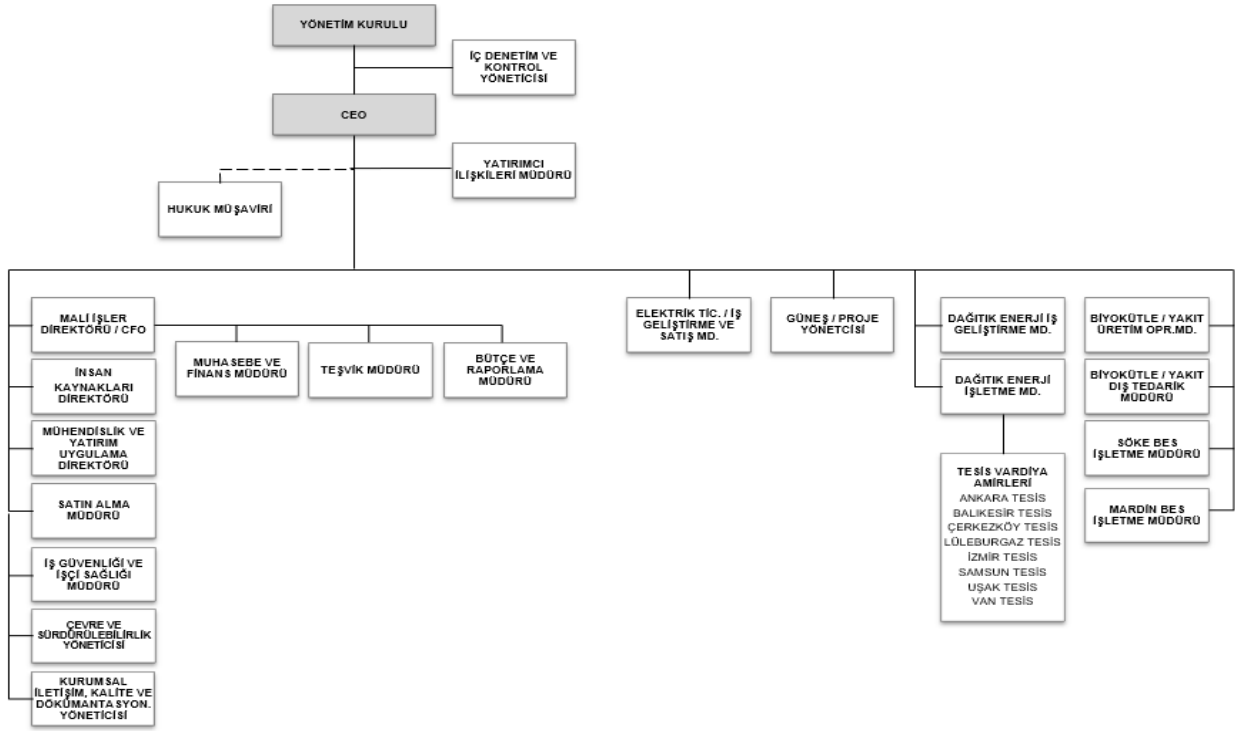 YÖNETİM KURULU
İÇ DENETİM VE
KONTROL
YÖNETİCİSİ
CEO
YATIRIMCI
İLİŞKİLERİ MÜDÜRÜ
HUKUK MÜŞAVİRİ
MALİ İŞLER
DİREKTÖRÜ / CFO
MUHASEBE VE
FİNANS MÜDÜRÜ
TEŞVİK MÜDÜRÜ
BÜTÇE VE
RAPORLAMA
MÜDÜRÜ
İNSAN
KAYNAKLARI
DİREKTÖRÜ
MÜHENDİSLİK VE
YATIRIM
UYGULAMA
DİREKTÖRÜ
SATIN ALMA
MÜDÜRÜ
İŞ GÜVENLİĞİ VE
İŞÇİ SAĞLIĞI
MÜDÜRÜ
ÇEVRE VE
SÜRDÜRÜLEBİLİRLİK
YÖNETİCİSİ
KURUMSAL
İLETİŞİM, KALİTE VE
DÖKÜMANTASYON.
YÖNETİCİSİ
ELEKTRİK TİC. / İŞ
GELİŞTİRME VE
SATIŞ MD.
GÜNEŞ / PROJE
YÖNETCİSİ
DAĞITIK ENERJİ İŞ
GELİŞTİRME MD.
DAĞITIK ENERJİ
İŞLETME MD.
TESİS VARDİYA
AMİRLERİ
ANKARA TESİS
BALIKESİR TESİS
ÇERKEZKÖY TESİS
LÜLEBURGAZ TESİS
İZMİR TESİS
SAMSUN TESİS
UŞAK TESİS
VAN TESİS
BİYOKÜTLE / YAKIT
ÜRETİM OPR.MD.
BİYOKÜTLE / YAKIT
DIŞ TEDARİK
MÜDÜRÜ
SÖKE BES
İŞLETME MÜDÜRÜ
MARDİN BES
İŞLETME MÜDÜRÜ